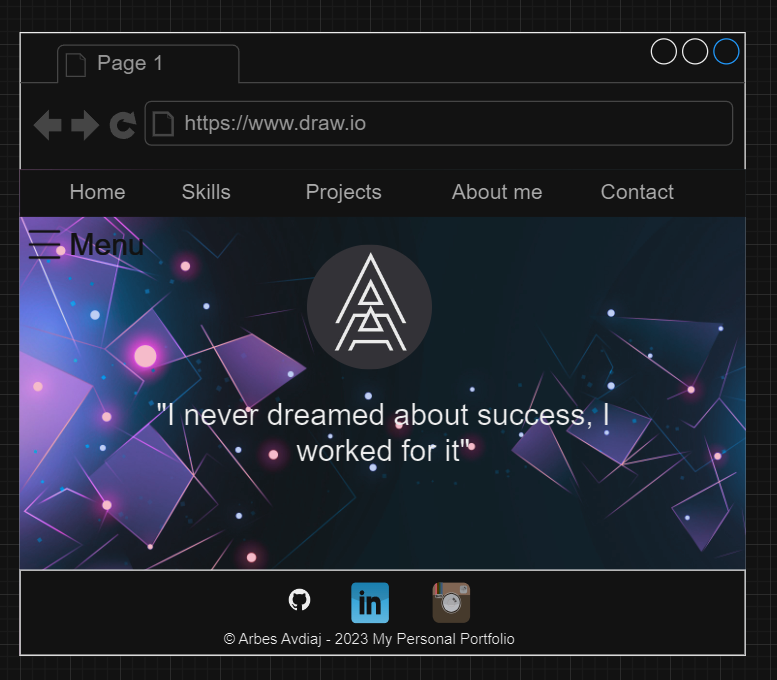 Page 1
https://www.draw.io
Home Skills Projects About me Contact
Menu
"I never dreamed about success, I
worked for it"
in
© Arbes Avdiaj - 2023 My Personal Portfolio